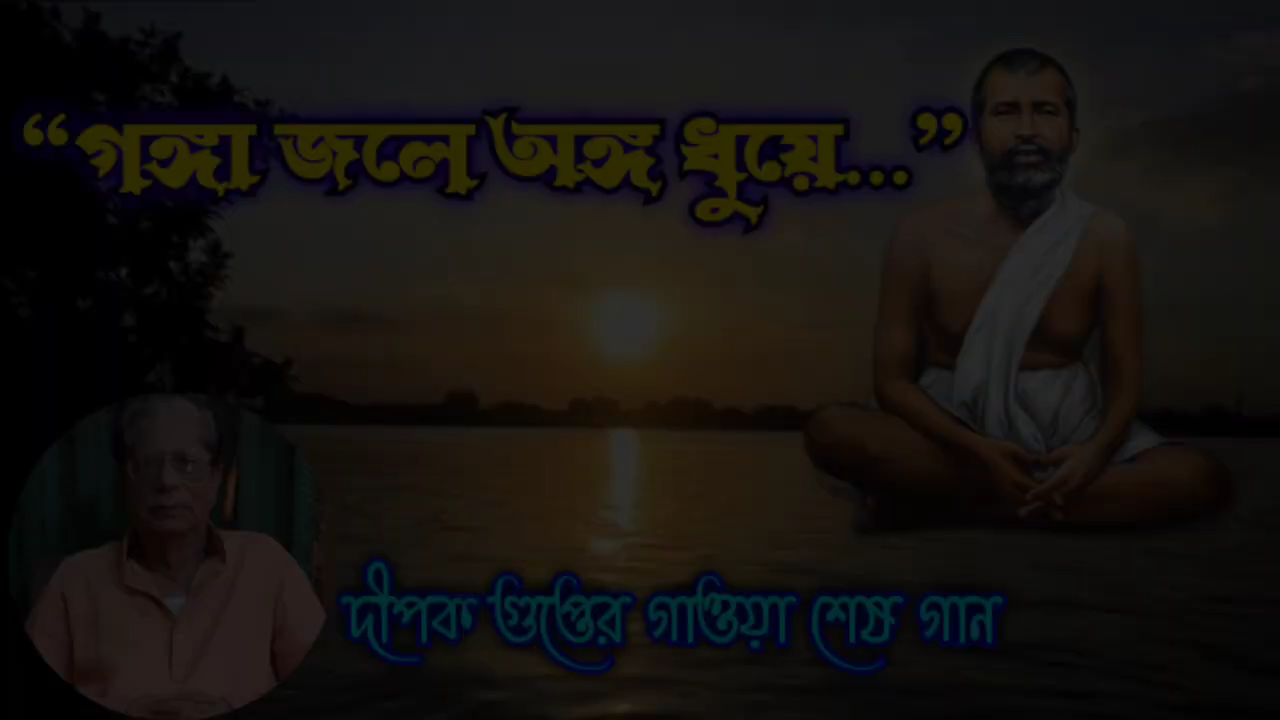 “গঙ্গা জলে অঙ্গ ধুয়ে...”
দীপক গুপ্তের গাওয়া শেষ গান